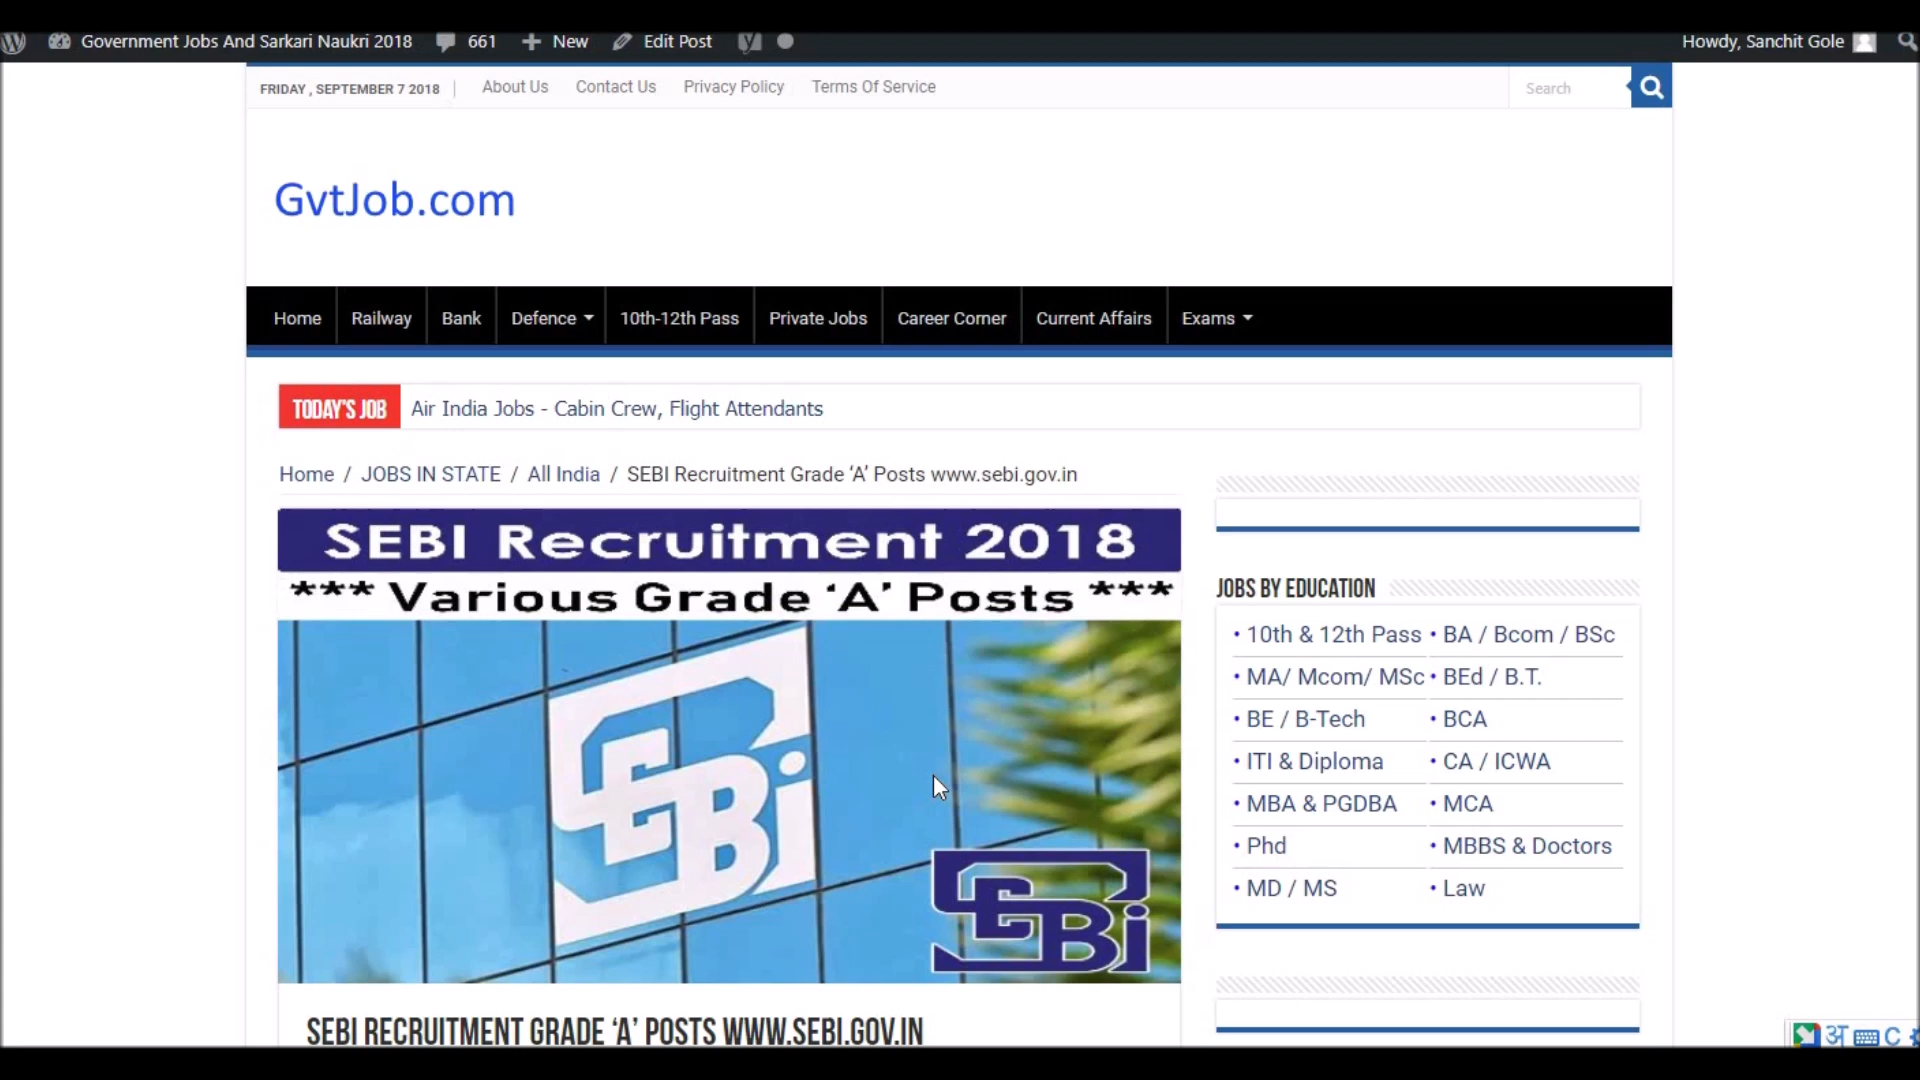 Government Jobs And Sarkari Naukri 2018 661 New Edit Post Howdy, Sanchit Gole
FRIDAY , SEPTEMBER 7 2018 About Us Contact Us Privacy Policy Terms Of Service Search
GvtJob.com
Home Railway Bank Defence 10th-12th Pass Private Jobs Career Corner Current Affairs Exams
TODAY'S JOB Air India Jobs - Cabin Crew, Flight Attendants
Home / JOBS IN STATE / All India / SEBI Recruitment Grade ‘A’ Posts www.sebi.gov.in
SEBI Recruitment 2018
*** Various Grade ‘A’ Posts ***
SEBi
SEBi
SEBI RECRUITMENT GRADE ‘A’ POSTS WWW.SEBI.GOV.IN
JOBS BY EDUCATION
• 10th & 12th Pass • BA / Bcom / BSc
• MA/ Mcom/ MSc • BEd / B.T.
• BE / B-Tech • BCA
• ITI & Diploma • CA / ICWA
• MBA & PGDBA • MCA
• Phd • MBBS & Doctors
• MD / MS • Law
अ C